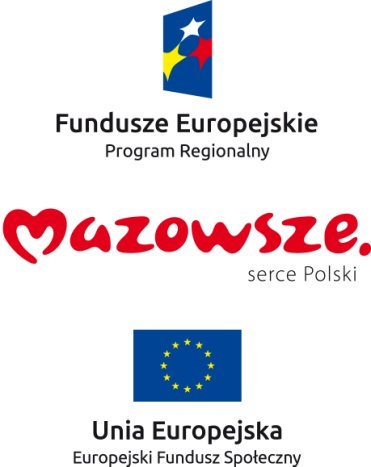 Fundusze Europejskie
Program Regionalny
Mazowsze.
serce Polski
Unia Europejska
Europejski Fundusz Społeczny